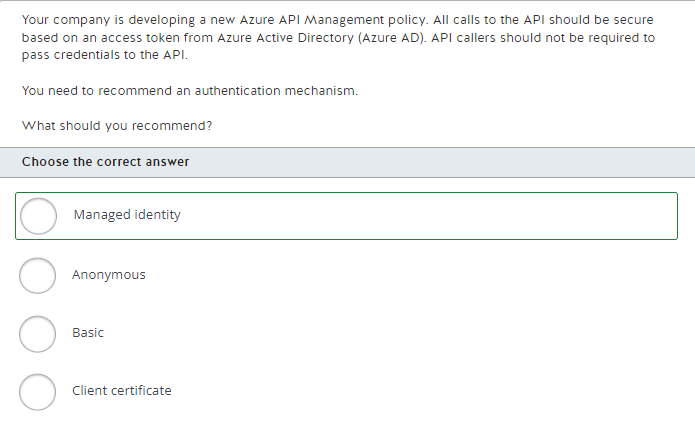 Your company is developing a new Azure API Management policy. All calls to the API should be secure
based on an access token from Azure Active Directory (Azure AD). API callers should not be required to
pass credentials to the API.
You need to recommend an authentication mechanism.
What should you recommend?
Choose the correct answer
Managed identity
Anonymous
Basic
Client certificate